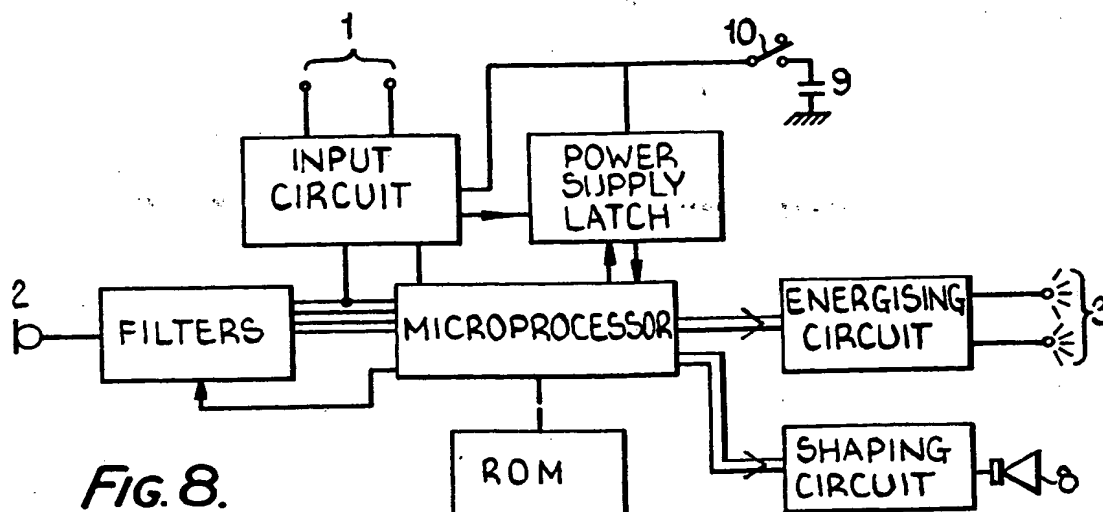 1
10
9
INPUT
CIRCUIT
POWER
SUPPLY
LATCH
2
FILTERS
MICROPROCESSOR
ENERGISING
CIRCUIT
3
ROM
SHAPING
CIRCUIT
8
FIG. 8.